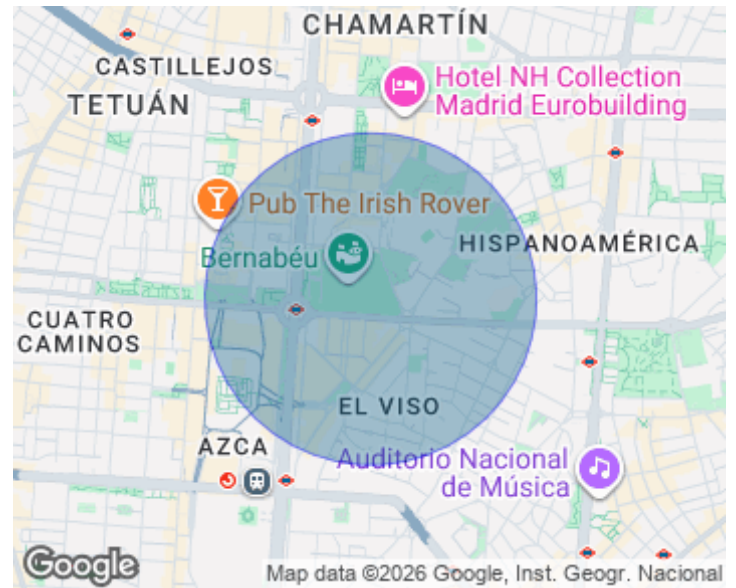 CHAMARTÍN
CASTILLEJOS
TETUÁN
Hotel NH Collection
Madrid Eurobuilding
Pub The Irish Rover
Bernabéu
HISPANOAMÉRICA
CUATRO
CAMINOS
EL VISO
AZCA
Auditorio Nacional
de Música
Google
Map data ©2026 Google, Inst. Geogr. Nacional